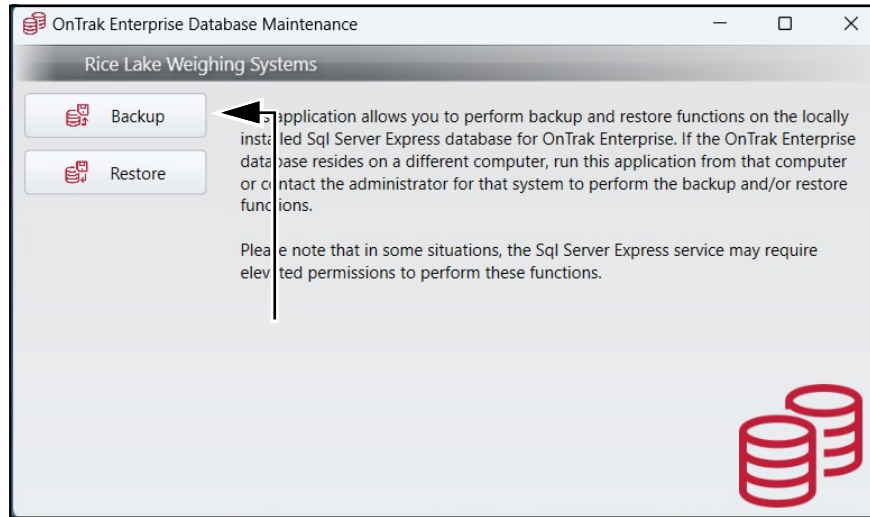 OnTrak Enterprise Database Maintenance
Rice Lake Weighing Systems
Backup
Restore
application allows you to perform backup and restore functions on the locally
installed Sql Server Express database for OnTrak Enterprise. If the OnTrak Enterprise
database resides on a different computer, run this application from that computer
or contact the administrator for that system to perform the backup and/or restore
functions.
Please note that in some situations, the Sql Server Express service may require
elevated permissions to perform these functions.